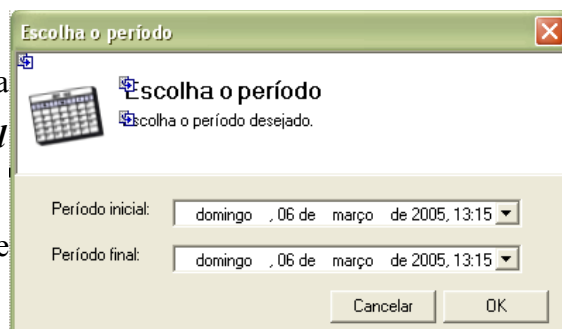 Escolha o período
a
Escolha o período
d
Escolha o período desejado.
Período inicial: domingo , 06 de março de 2005, 13:15
e
Período final: domingo , 06 de março de 2005, 13:15
Cancelar OK